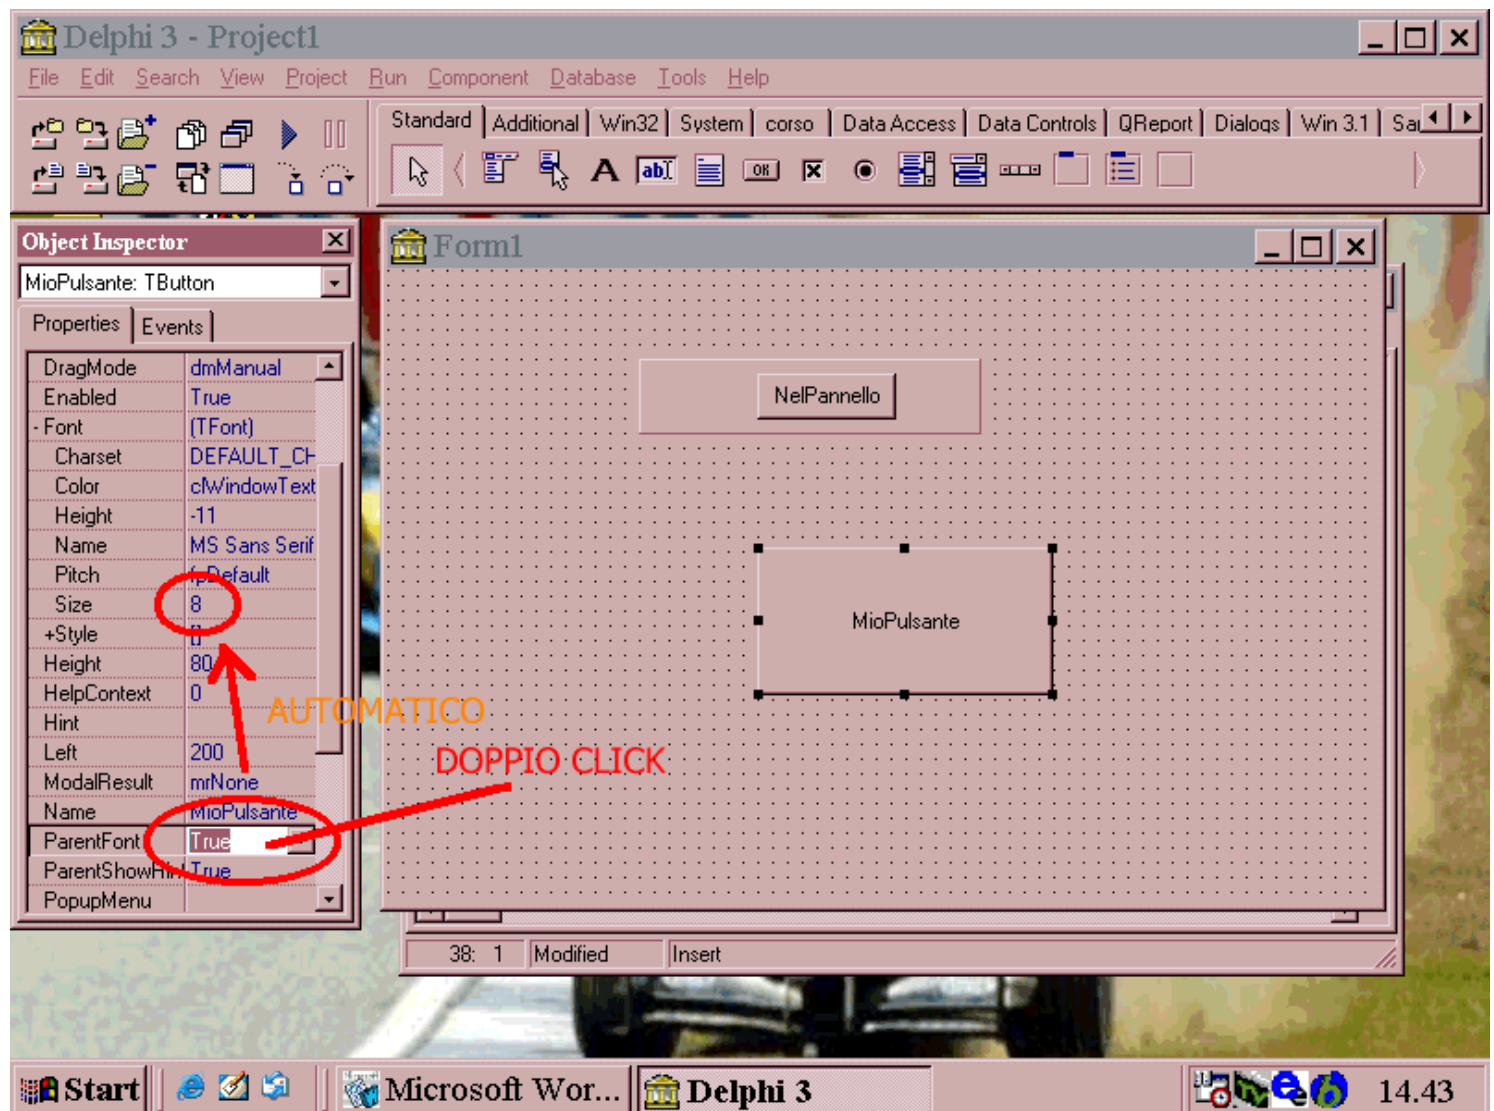 Delphi 3 - Project1
File Edit Search View Project Run Component Database Tools Help
Standard Additional Win32 System corso Data Access Data Controls QReport Dialogs Win 3.1
A ab OK
Object Inspector
MioPulsante: TButton
Properties Events
DragMode dmManual
Enabled True
- Font (TFont)
Charset DEFAULT_CH
Color clWindowText
Height -11
Name MS Sans Serif
Pitch fpDefault
Size 8
+Style []
Height 80
HelpContext 0
Hint
Left 200
ModalResult mrNone
Name MioPulsante
ParentFont True
ParentShowHin True
PopupMenu
AUTOMATICO
DOPPIO CLICK
Form1
NelPannello
MioPulsante
38: 1 Modified Insert
Start Microsoft Wor... Delphi 3 14.43